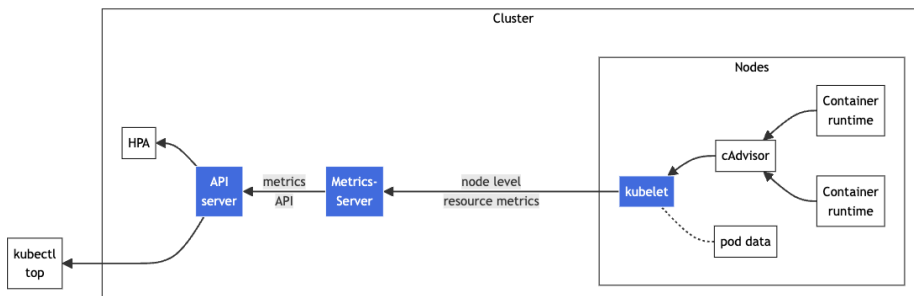 Cluster
Nodes
HPA
API
server
metrics
API
Metrics-
Server
node level
resource metrics
kubelet
cAdvisor
Container
runtime
Container
runtime
pod data
kubectl
top